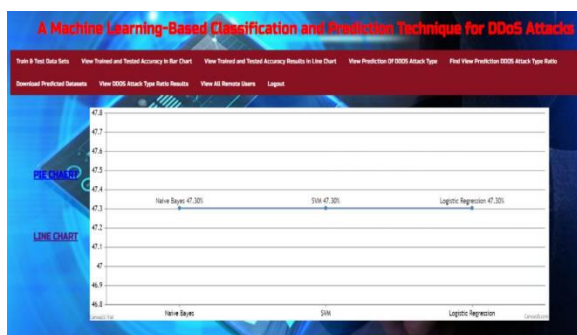 A Machine Learning-Based Classification and Prediction Technique for DDoS Attacks
Train & Test Data Sets View Trained and Tested Accuracy in Bar Chart View Trained and Tested Accuracy Results in Line Chart View Prediction Of DDOS Attack Type Find View Prediction DDOS Attack Type Ratio
Download Predicted Datasets View DDOS Attack Type Ratio Results View All Remote Users Logout
47.8
47.7
47.6
47.5
PIE CHAERT
47.4
Naive Bayes 47.30% SVM 47.30% Logistic Regression 47.30%
47.3
47.2
LINE CHART
47.1
47
46.9
46.8
CanvasJS Trial Naive Bayes SVM Logistic Regression CanvasJS.com